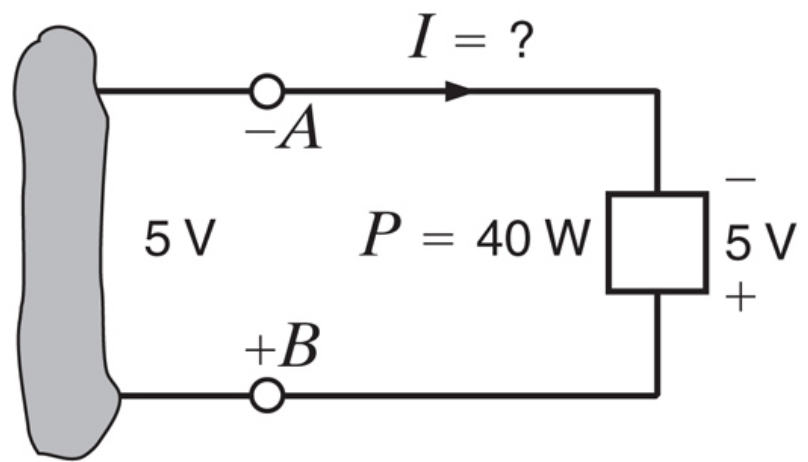 I = ?
−A
−
5 V
P = 40 W
5 V
+
+B